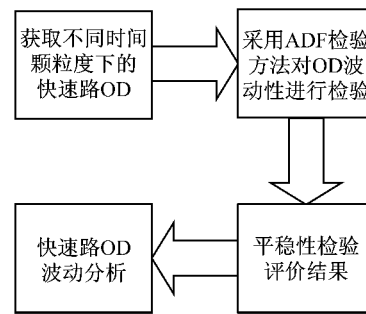 获取不同时间
颗粒度下的
快速路OD
采用ADF检验
方法对OD波
动性进行检验
平稳性检验
评价结果
快速路OD
波动分析